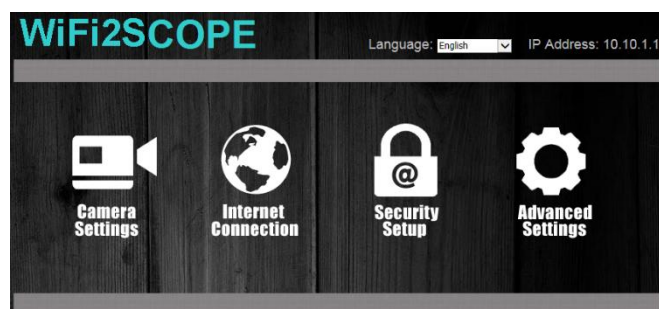 WiFi2SCOPE
Language: English
IP Address: 10.10.1.1
Camera
Settings
Internet
Connection
@
Security
Setup
Advanced
Settings